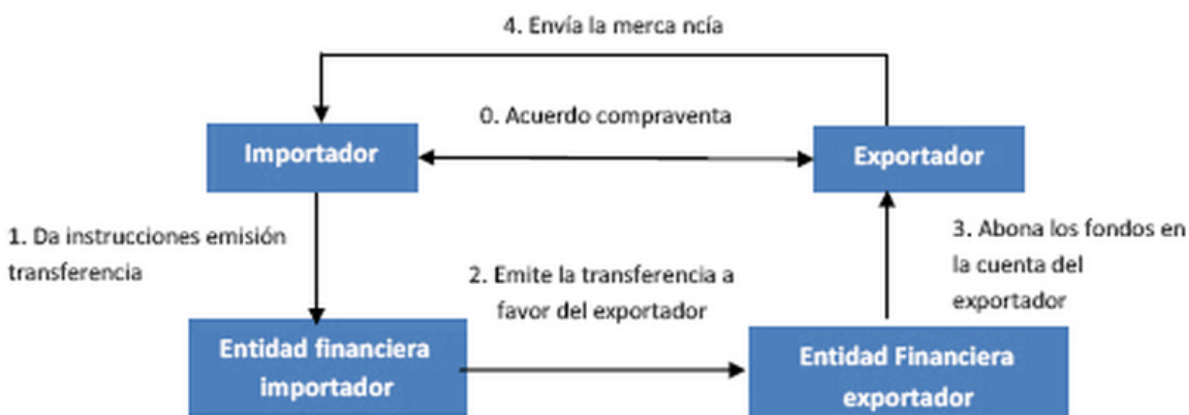 4. Envía la merca ncía
0. Acuerdo compraventa
Importador
Exportador
1. Da instrucciones emisión
transferencia
2. Emite la transferencia a
favor del exportador
3. Abona los fondos en
la cuenta del
exportador
Entidad financiera
importador
Entidad Financiera
exportador